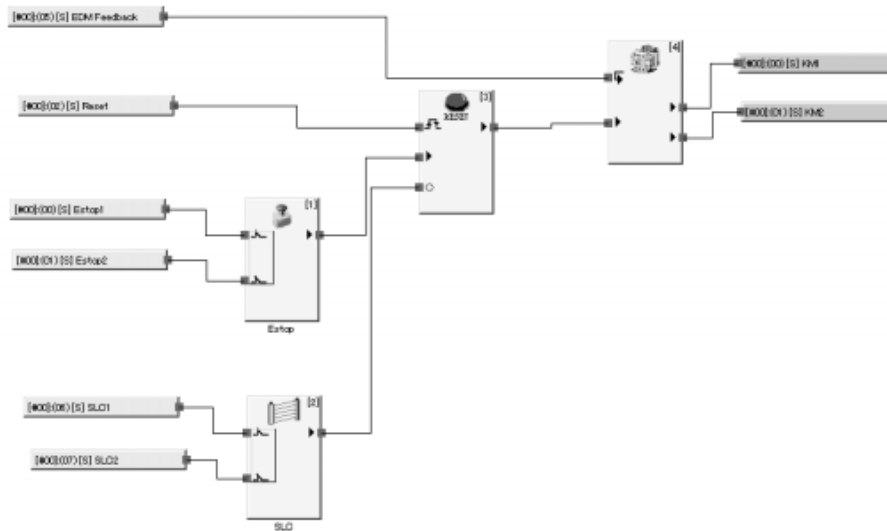 [#00]:(05) [S] EDM Feedback
[4]
[#00]:(00) [S] KM1
[#00]:(02) [S] Reset
[3]
RESET
[#00]:(01) [S] KM2
[#00]:(00) [S] Estop1
[1]
[#00]:(01) [S] Estop2
Estop
[#00]:(06) [S] SLC1
[2]
[#00]:(07) [S] SLC2
SLC